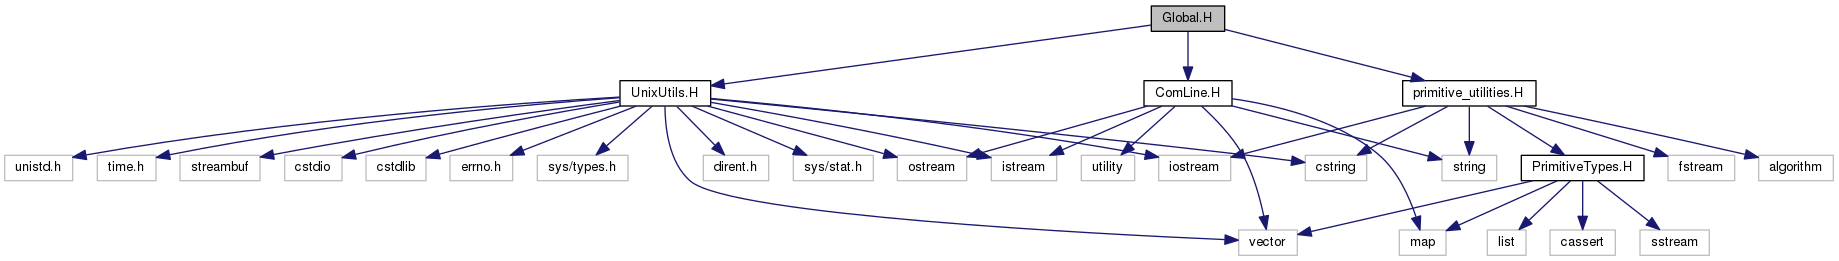 Global.H
UnixUtils.H
ComLine.H
primitive_utilities.H
unistd.h
time.h
streambuf
cstdio
cstdlib
errno.h
sys/types.h
dirent.h
sys/stat.h
ostream
istream
utility
iostream
cstring
string
PrimitiveTypes.H
fstream
algorithm
vector
map
list
cassert
sstream